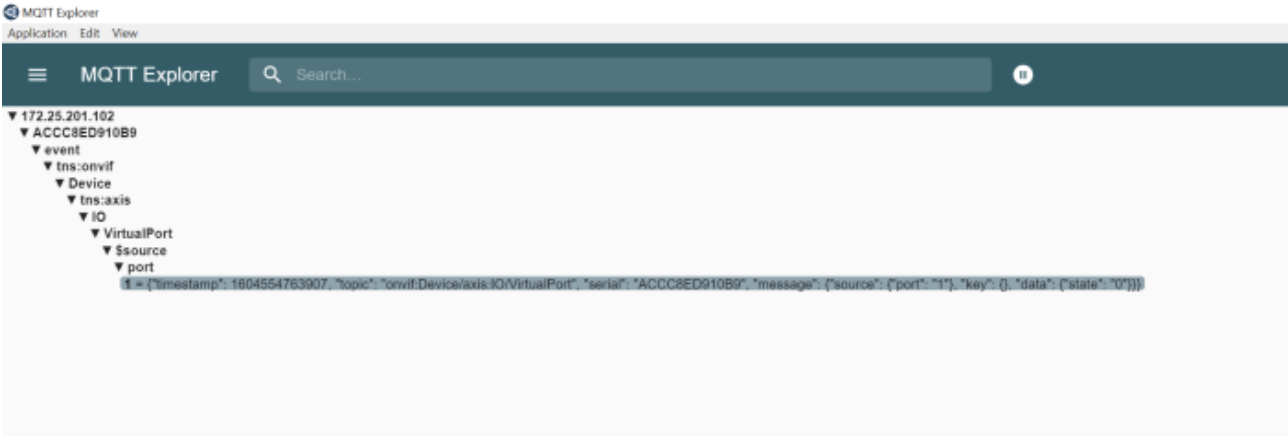 MQTT Explorer
Application Edit View
MQTT Explorer Search...
▼ 172.25.201.102
▼ ACCC8ED910B9
▼ event
▼ tns:onvif
▼ Device
▼ tns:axis
▼ IO
▼ VirtualPort
▼ $source
▼ port
1 = {"timestamp": 1604554763907, "topic": "onvif:Device/axis:IO/VirtualPort", "serial": "ACCC8ED910B9", "message": {"source": {"port": "1"}, "key": {}, "data": {"state": "0"}}}